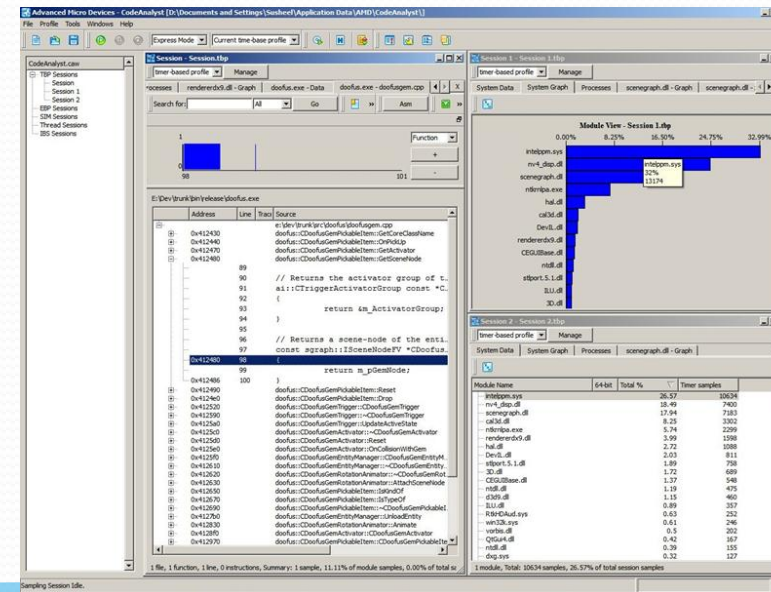 Advanced Micro Devices - CodeAnalyst [D:\Documents and Settings\Susheel\Application Data\AMD\CodeAnalyst\]
File Profile Tools Windows Help
Express Mode Current time-base profile
CodeAnalyst.caw
TBP Sessions
Session
Session 1
Session 2
EBP Sessions
SIM Sessions
Thread Sessions
IBS Sessions
Session - Session.tbp
timer-based profile Manage
rocesses rendererdx9.dll - Graph doofus.exe - Data doofus.exe - doofusgem.cpp
Search for: All Go Asm
1
0
98 101
Function
+
-
E:\Dev\trunk\bin\release\doofus.exe
Address Line Source
e:\dev\trunk\prc\doofus\doofusgem.cpp
0x412430 doofus::CDoofusGemPickableItem::GetCoreClassName
0x412440 doofus::CDoofusGemPickableItem::OnPickUp
0x412470 doofus::CDoofusGemPickableItem::GetActivator
0x412480 doofus::CDoofusGemPickableItem::GetSceneNode
89
90 // Returns the activator group of t...
91 ai::CTriggerActivatorGroup const *C...
92 {
93 return &m_ActivatorGroup;
94 }
95
96 // Returns a scene-node of the enti...
97 const sgraph::ISceneNodeFV *CDoofus...
0x412480 98 {
99 return m_pGemNode;
0x412486 100 }
0x412490 doofus::CDoofusGemPickableItem::Reset
0x4124e0 doofus::CDoofusGemPickableItem::Drop
0x412520 doofus::CDoofusGemTrigger::CDoofusGemTrigger
0x412590 doofus::CDoofusGemTrigger::~CDoofusGemTrigger
0x4125a0 doofus::CDoofusGemTrigger::UpdateActiveState
0x4125c0 doofus::CDoofusGemActivator::~CDoofusGemActivator
0x4125d0 doofus::CDoofusGemActivator::Reset
0x4125e0 doofus::CDoofusGemActivator::OnCollisionWithGem
0x4125f0 doofus::CDoofusGemEntityManager::CDoofusGemEntityM...
0x412610 doofus::CDoofusGemEntityManager::~CDoofusGemEntity...
0x412620 doofus::CDoofusGemRotationAnimator::~CDoofusGemRot...
0x412630 doofus::CDoofusGemRotationAnimator::AttachSceneNode
0x412650 doofus::CDoofusGemPickableItem::IsKindOf
0x412670 doofus::CDoofusGemPickableItem::IsTypeOf
0x412690 doofus::CDoofusGemPickableItem::~CDoofusGemPickableI...
0x4127b0 doofus::CDoofusGemEntityManager::UnloadEntity
0x412830 doofus::CDoofusGemRotationAnimator::Animate
0x4128f0 doofus::CDoofusGemActivator::CDoofusGemActivator
0x412970 doofus::CDoofusGemPickableItem::CDoofusGemPickableIte...
1 file, 1 function, 1 line, 0 instructions, Summary: 1 sample, 11.11% of module samples, 0.00% of total sa
Session 1 - Session 1.tbp
timer-based profile Manage
System Data System Graph Processes scenegraph.dll - Graph scenegraph.dll -
Module View - Session 1.tbp
0.00% 8.25% 16.50% 24.75% 32.99%
intelppm.sys
nv4_disp.dll
scenegraph.dll
ntkrnlpa.exe
hal.dll
cal3d.dll
DevIL.dll
rendererdx9.dll
CEGUIBase.dll
ntdll.dll
stlport.5.1.dll
ILU.dll
3D.dll
intelppm.sys
32%
13174
Session 2 - Session 2.tbp
timer-based profile Manage
System Data System Graph Processes scenegraph.dll - Graph
Module Name 64-bit Total % Timer samples
intelppm.sys 26.57 10634
nv4_disp.dll 18.49 7400
scenegraph.dll 17.94 7183
cal3d.dll 8.25 3302
ntkrnlpa.exe 5.74 2299
rendererdx9.dll 3.99 1598
hal.dll 2.72 1088
DevIL.dll 2.03 811
stlport.5.1.dll 1.89 758
3D.dll 1.72 689
CEGUIBase.dll 1.37 548
ntdll.dll 1.19 475
d3d9.dll 1.15 460
ILU.dll 0.89 357
RtkHDAud.sys 0.63 252
win32k.sys 0.61 246
vorbis.dll 0.5 202
QtGui4.dll 0.42 167
ntdll.dll 0.39 155
dxg.sys 0.32 127
1 module, Total: 10634 samples, 26.57% of total session samples
Sampling Session Idle.